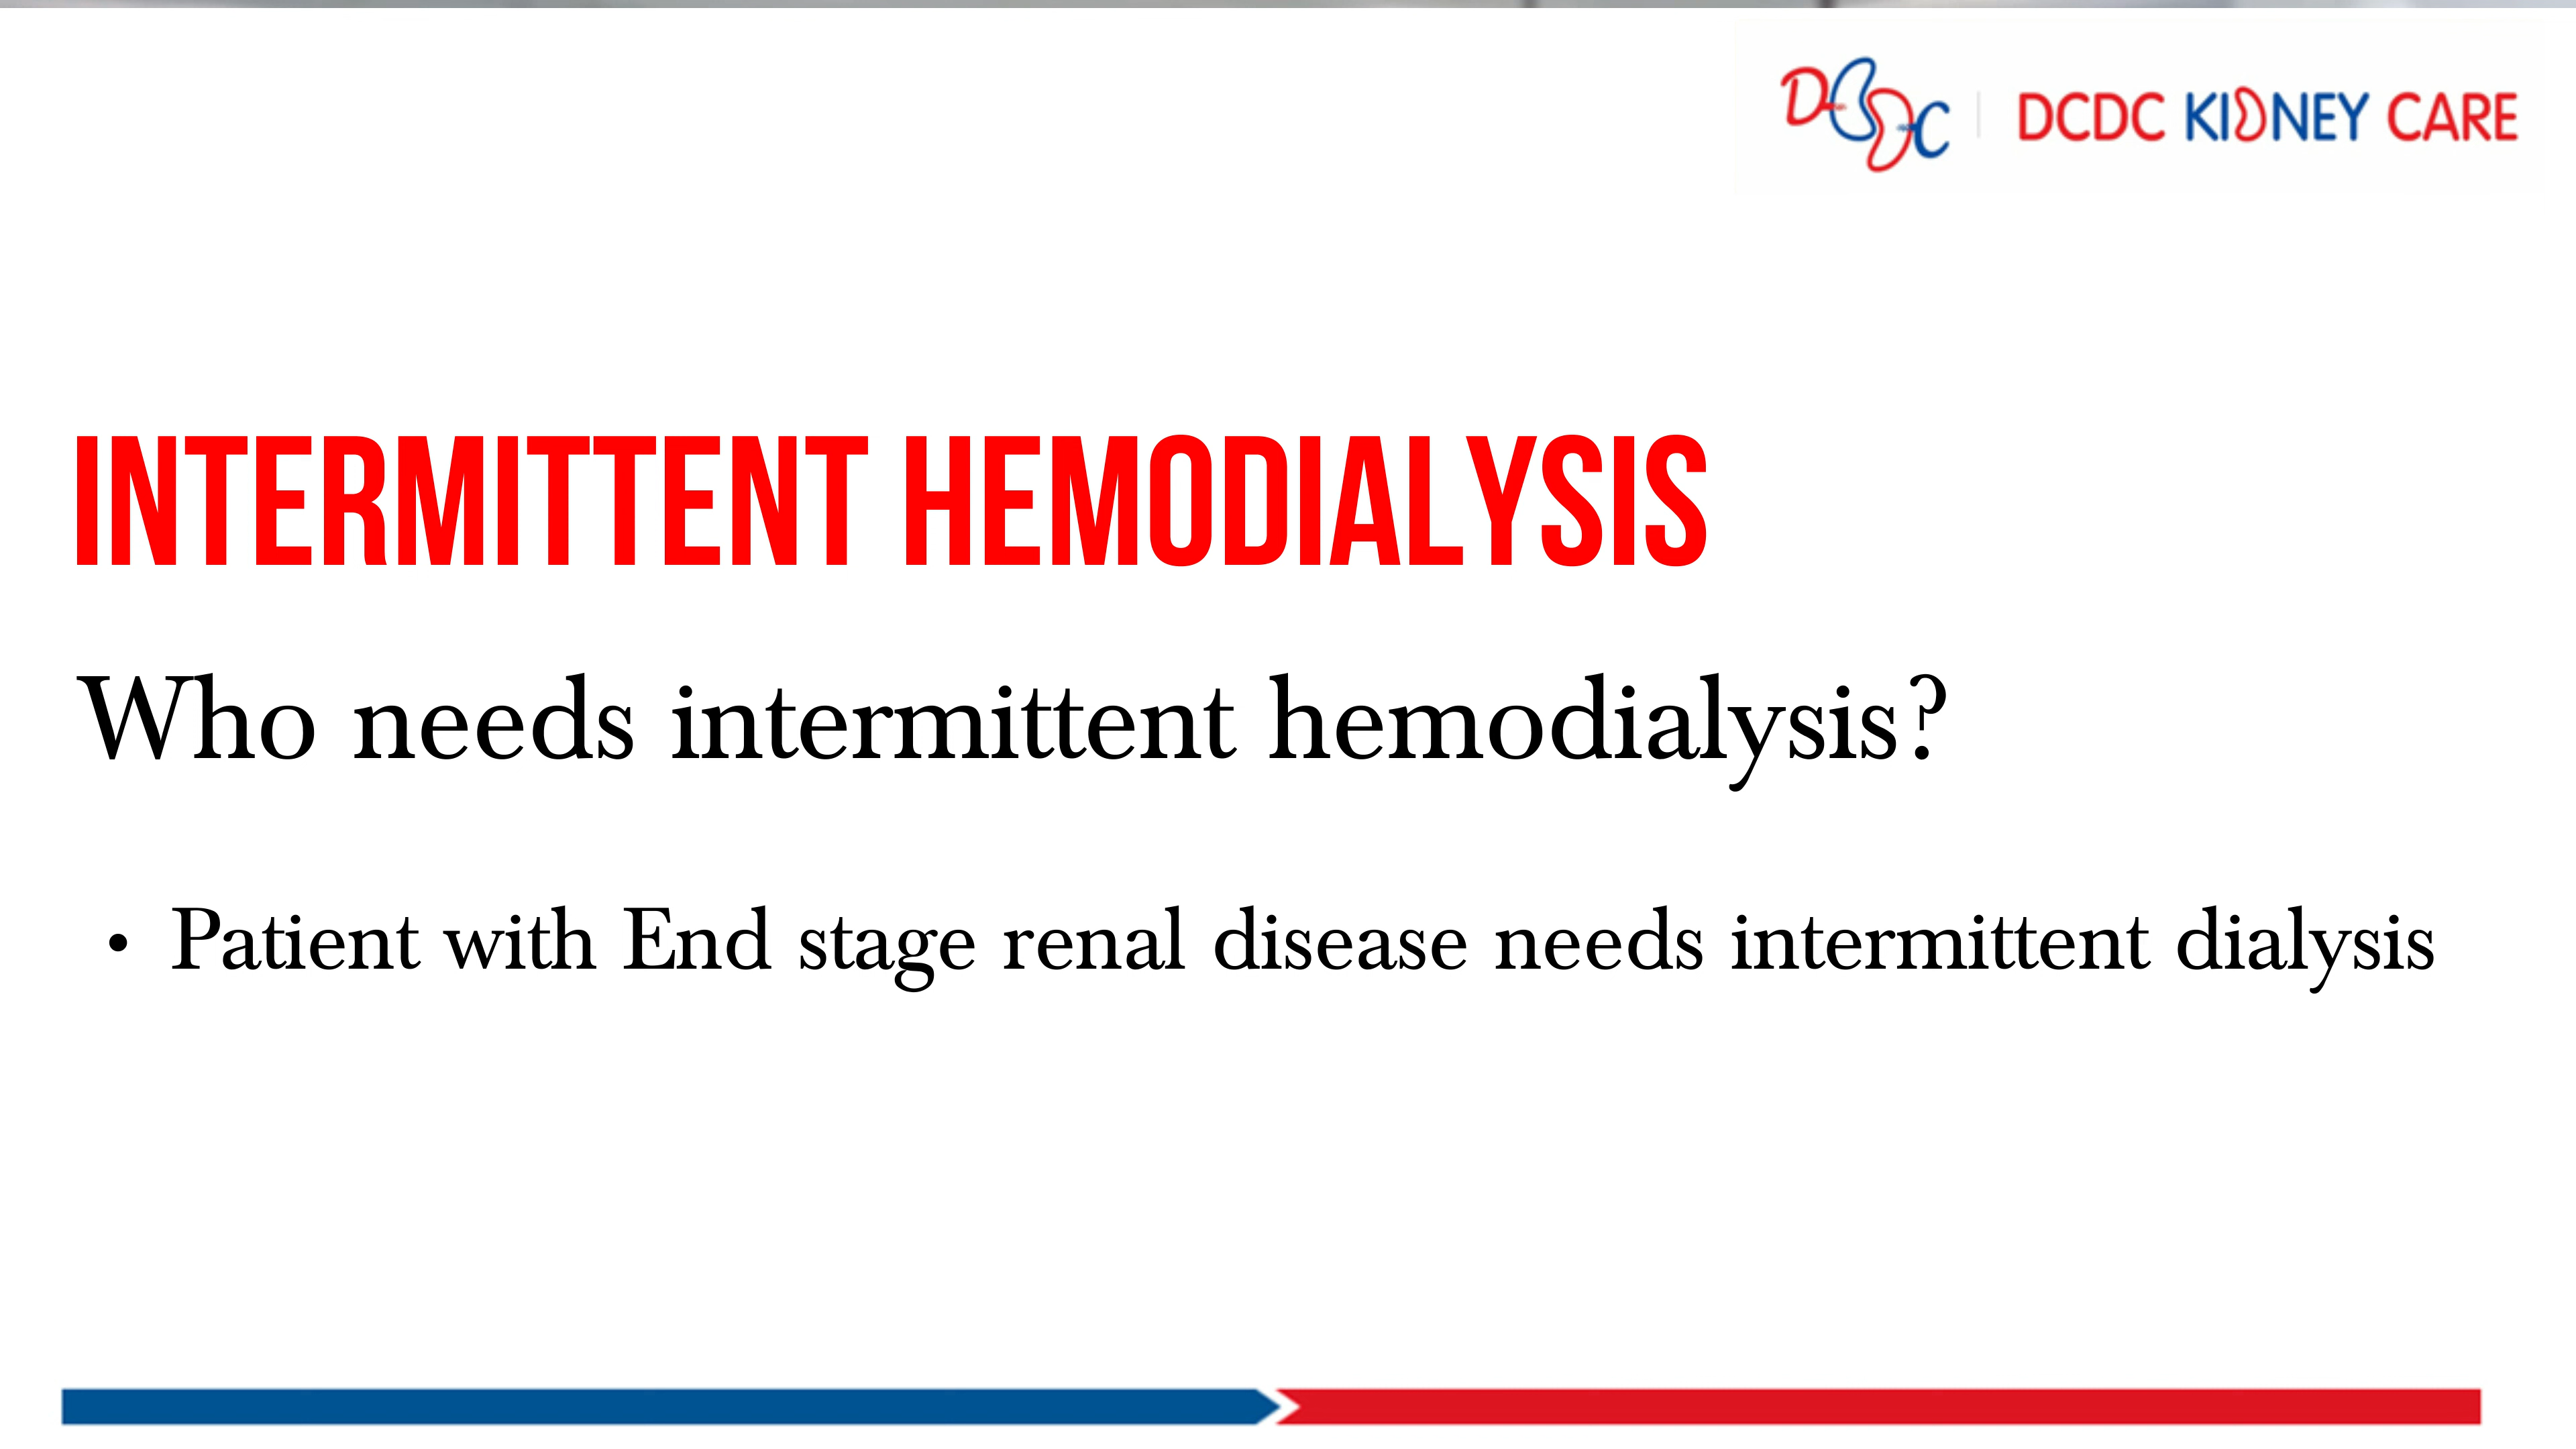 DCDC | DCDC KIDNEY CARE
INTERMITTENT HEMODIALYSIS
Who needs intermittent hemodialysis?
• Patient with End stage renal disease needs intermittent dialysis